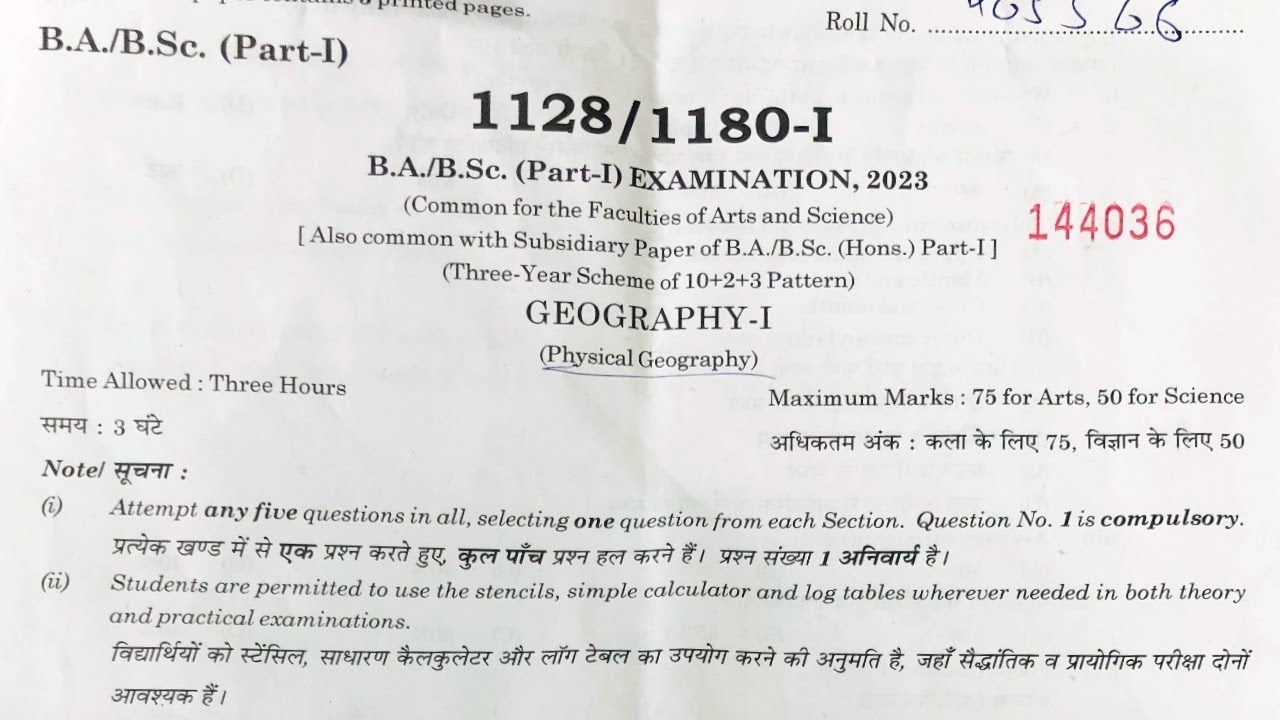 printed pages.
Roll No.
B.A./B.Sc. (Part-I)
1128/1180-I
B.A./B.Sc. (Part-I) EXAMINATION, 2023
(Common for the Faculties of Arts and Science)
144036
[ Also common with Subsidiary Paper of B.A./B.Sc. (Hons.) Part-I ]
(Three-Year Scheme of 10+2+3 Pattern)
GEOGRAPHY-I
(Physical Geography)
Time Allowed : Three Hours
Maximum Marks : 75 for Arts, 50 for Science
समय : 3 घंटे
अधिकतम अंक : कला के लिए 75, विज्ञान के लिए 50
Note/ सूचना :
(i) Attempt any five questions in all, selecting one question from each Section. Question No. 1 is compulsory.
प्रत्येक खण्ड में से एक प्रश्न करते हुए, कुल पाँच प्रश्न हल करने हैं। प्रश्न संख्या 1 अनिवार्य है।
(ii) Students are permitted to use the stencils, simple calculator and log tables wherever needed in both theory
and practical examinations.
विद्यार्थियों को स्टेंसिल, साधारण कैलकुलेटर और लॉग टेबल का उपयोग करने की अनुमति है, जहाँ सैद्धांतिक व प्रायोगिक परीक्षा दोनों
आवश्यक हैं।